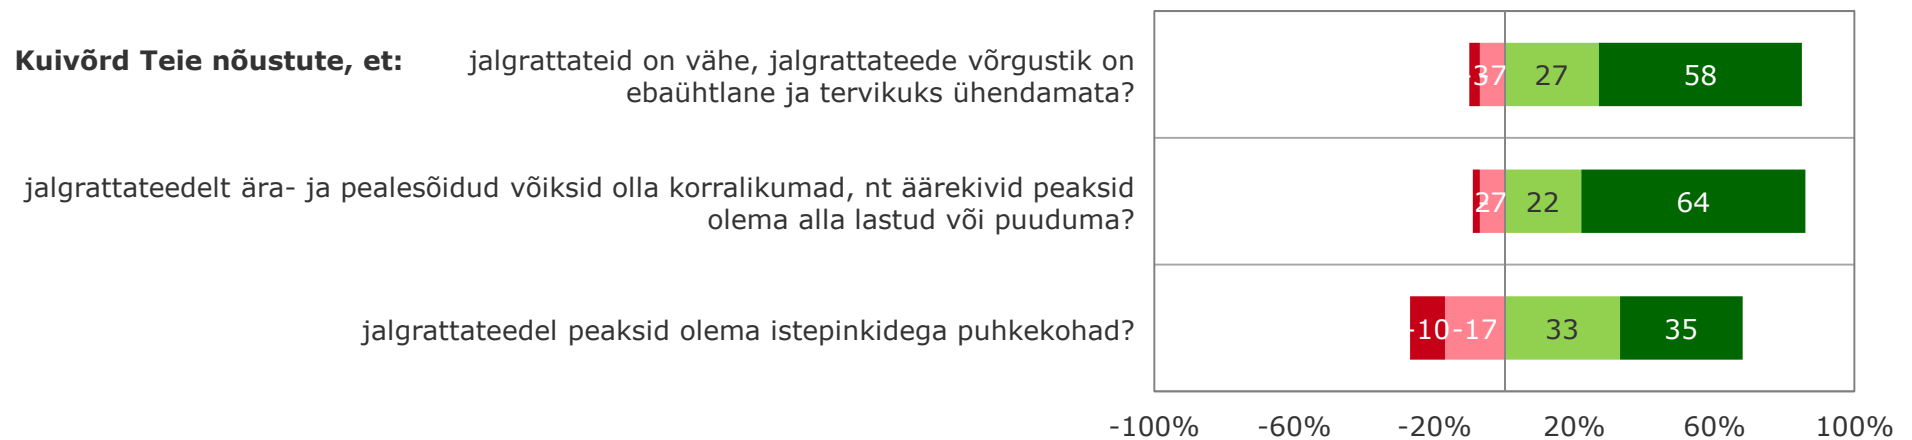 Kuivõrd Teie nõustute, et: jalgrattateid on vähe, jalgrattateede võrgustik on
ebaühtlane ja tervikuks ühendamata?
-3 -7 27 58
jalgrattateedelt ära- ja pealesõidud võiksid olla korralikumad, nt äärekivid peaksid
olema alla lastud või puuduma?
-2 -7 22 64
jalgrattateedel peaksid olema istepinkidega puhkekohad?
-10 -17 33 35
-100% -60% -20% 20% 60% 100%